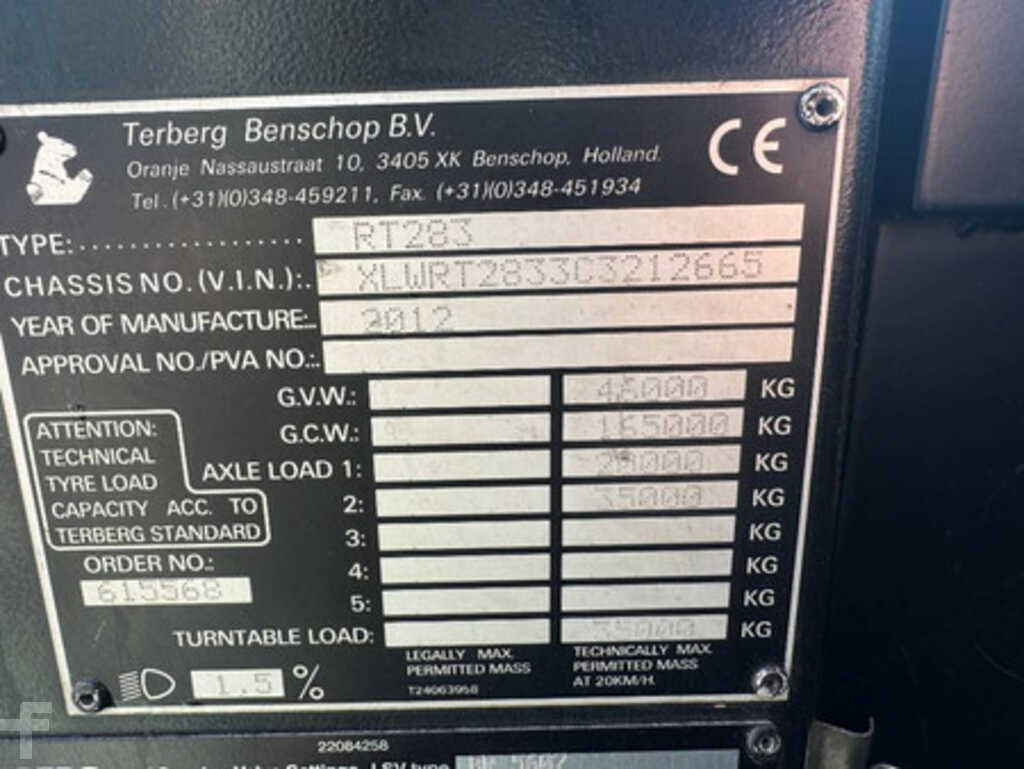 Terberg Benschop B.V.
Oranje Nassaustraat 10, 3405 XK Benschop, Holland.
Tel. (+31)(0)348-459211, Fax. (+31)(0)348-451934
CE
TYPE: RT283
CHASSIS NO. (V.I.N.): XLWRT2833C3212665
YEAR OF MANUFACTURE: 2012
APPROVAL NO./PVA NO.:
G.V.W.: KG
G.C.W.: 165000 KG
AXLE LOAD 1: KG
2: 35000 KG
3: KG
4: KG
5: KG
TURNTABLE LOAD: 35000 KG
ATTENTION:
TECHNICAL
TYRE LOAD
CAPACITY ACC. TO
TERBERG STANDARD
ORDER NO.:
615568
LEGALLY MAX.
PERMITTED MASS
T24063958
TECHNICALLY MAX.
PERMITTED MASS
AT 20KM/H.
1.5 %
22084258